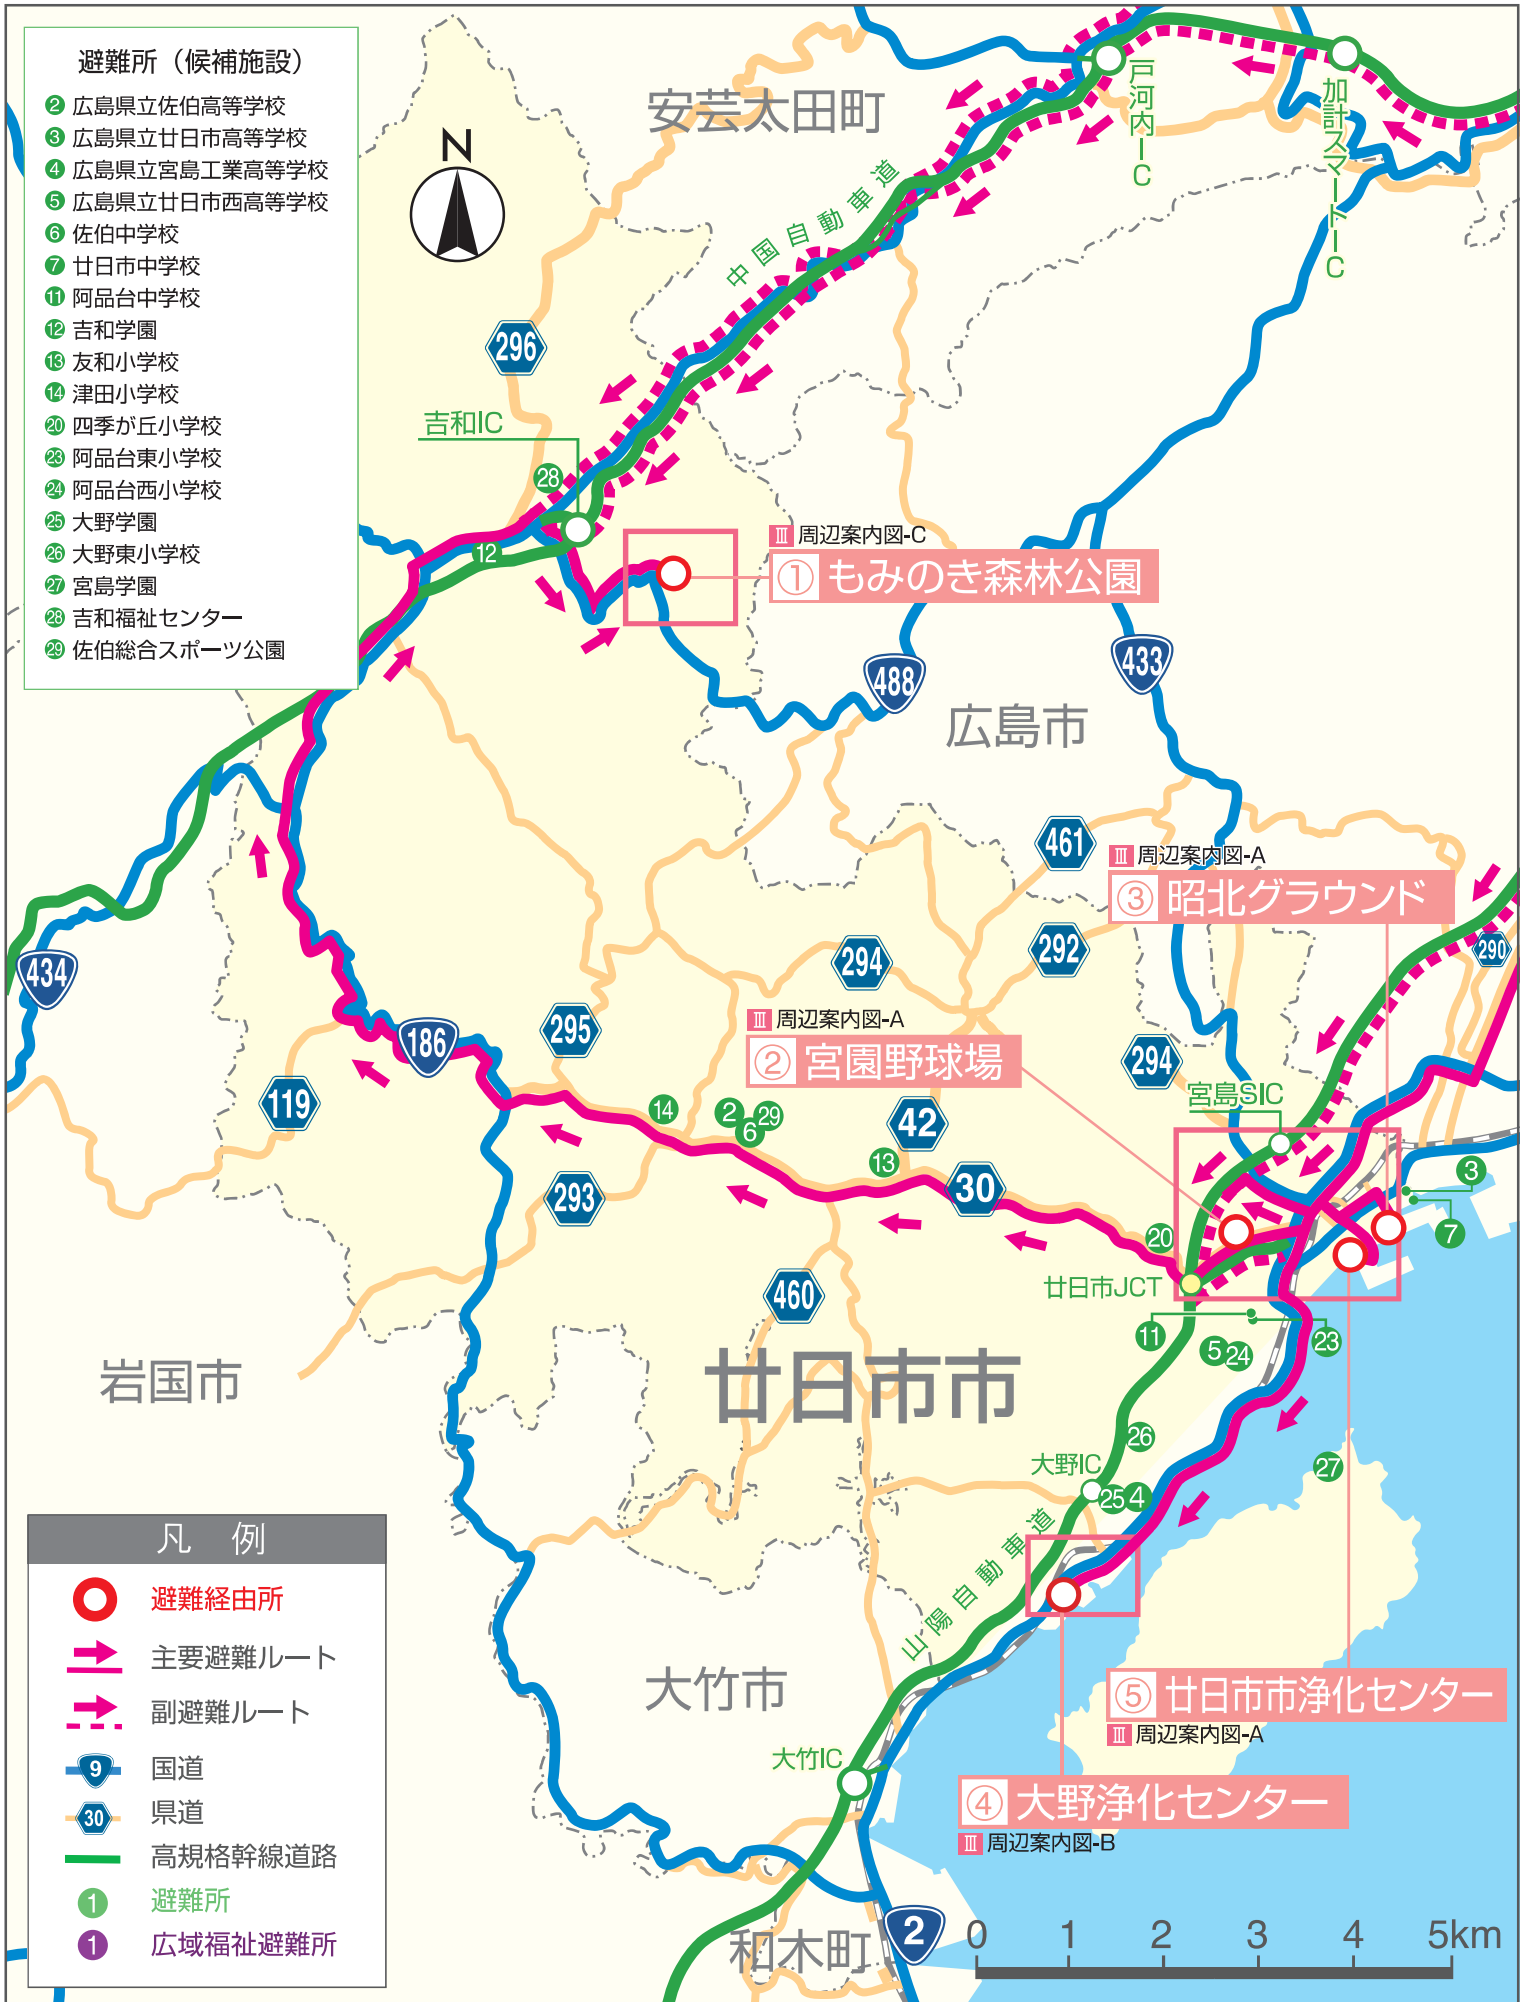 避難所（候補施設）
2 広島県立佐伯高等学校
3 広島県立廿日市高等学校
4 広島県立宮島工業高等学校
5 広島県立廿日市西高等学校
6 佐伯中学校
7 廿日市中学校
11 阿品台中学校
12 吉和学園
13 友和小学校
14 津田小学校
20 四季が丘小学校
23 阿品台東小学校
24 阿品台西小学校
25 大野学園
26 大野東小学校
27 宮島学園
28 吉和福祉センター
29 佐伯総合スポーツ公園
N
安芸太田町
戸河内IC
加計スマートIC
中国自動車道
296
吉和IC
28
12
Ⅲ 周辺案内図-C
① もみのき森林公園
488
433
広島市
461
Ⅲ 周辺案内図-A
③ 昭北グラウンド
434
294
292
290
186
295
Ⅲ 周辺案内図-A
② 宮園野球場
294
119
宮島SIC
14
2
29
6
42
13
3
293
30
7
20
460
廿日市JCT
11
5
24
23
岩国市
廿日市市
26
大野IC
25
4
27
山陽自動車道
大竹市
⑤ 廿日市市浄化センター
Ⅲ 周辺案内図-A
大竹IC
④ 大野浄化センター
Ⅲ 周辺案内図-B
和木町
2
0 1 2 3 4 5km
凡 例
避難経由所
主要避難ルート
副避難ルート
9 国道
30 県道
高規格幹線道路
1 避難所
1 広域福祉避難所